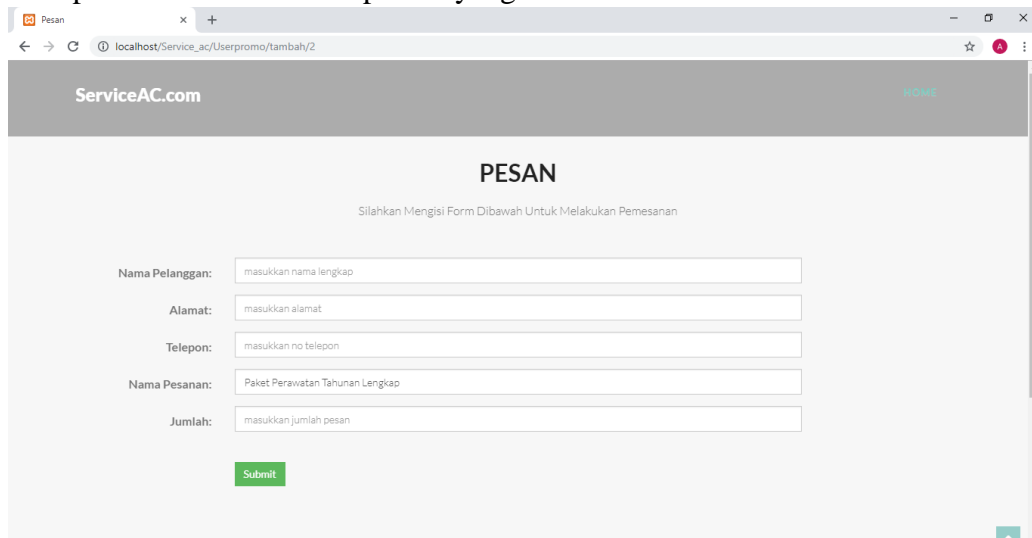 Pesan
localhost/Service_ac/Userpromo/tambah/2
A
ServiceAC.com
HOME
PESAN
Silahkan Mengisi Form Dibawah Untuk Melakukan Pemesanan
Nama Pelanggan: masukkan nama lengkap
Alamat: masukkan alamat
Telepon: masukkan no telepon
Nama Pesanan: Paket Perawatan Tahunan Lengkap
Jumlah: masukkan jumlah pesan
Submit